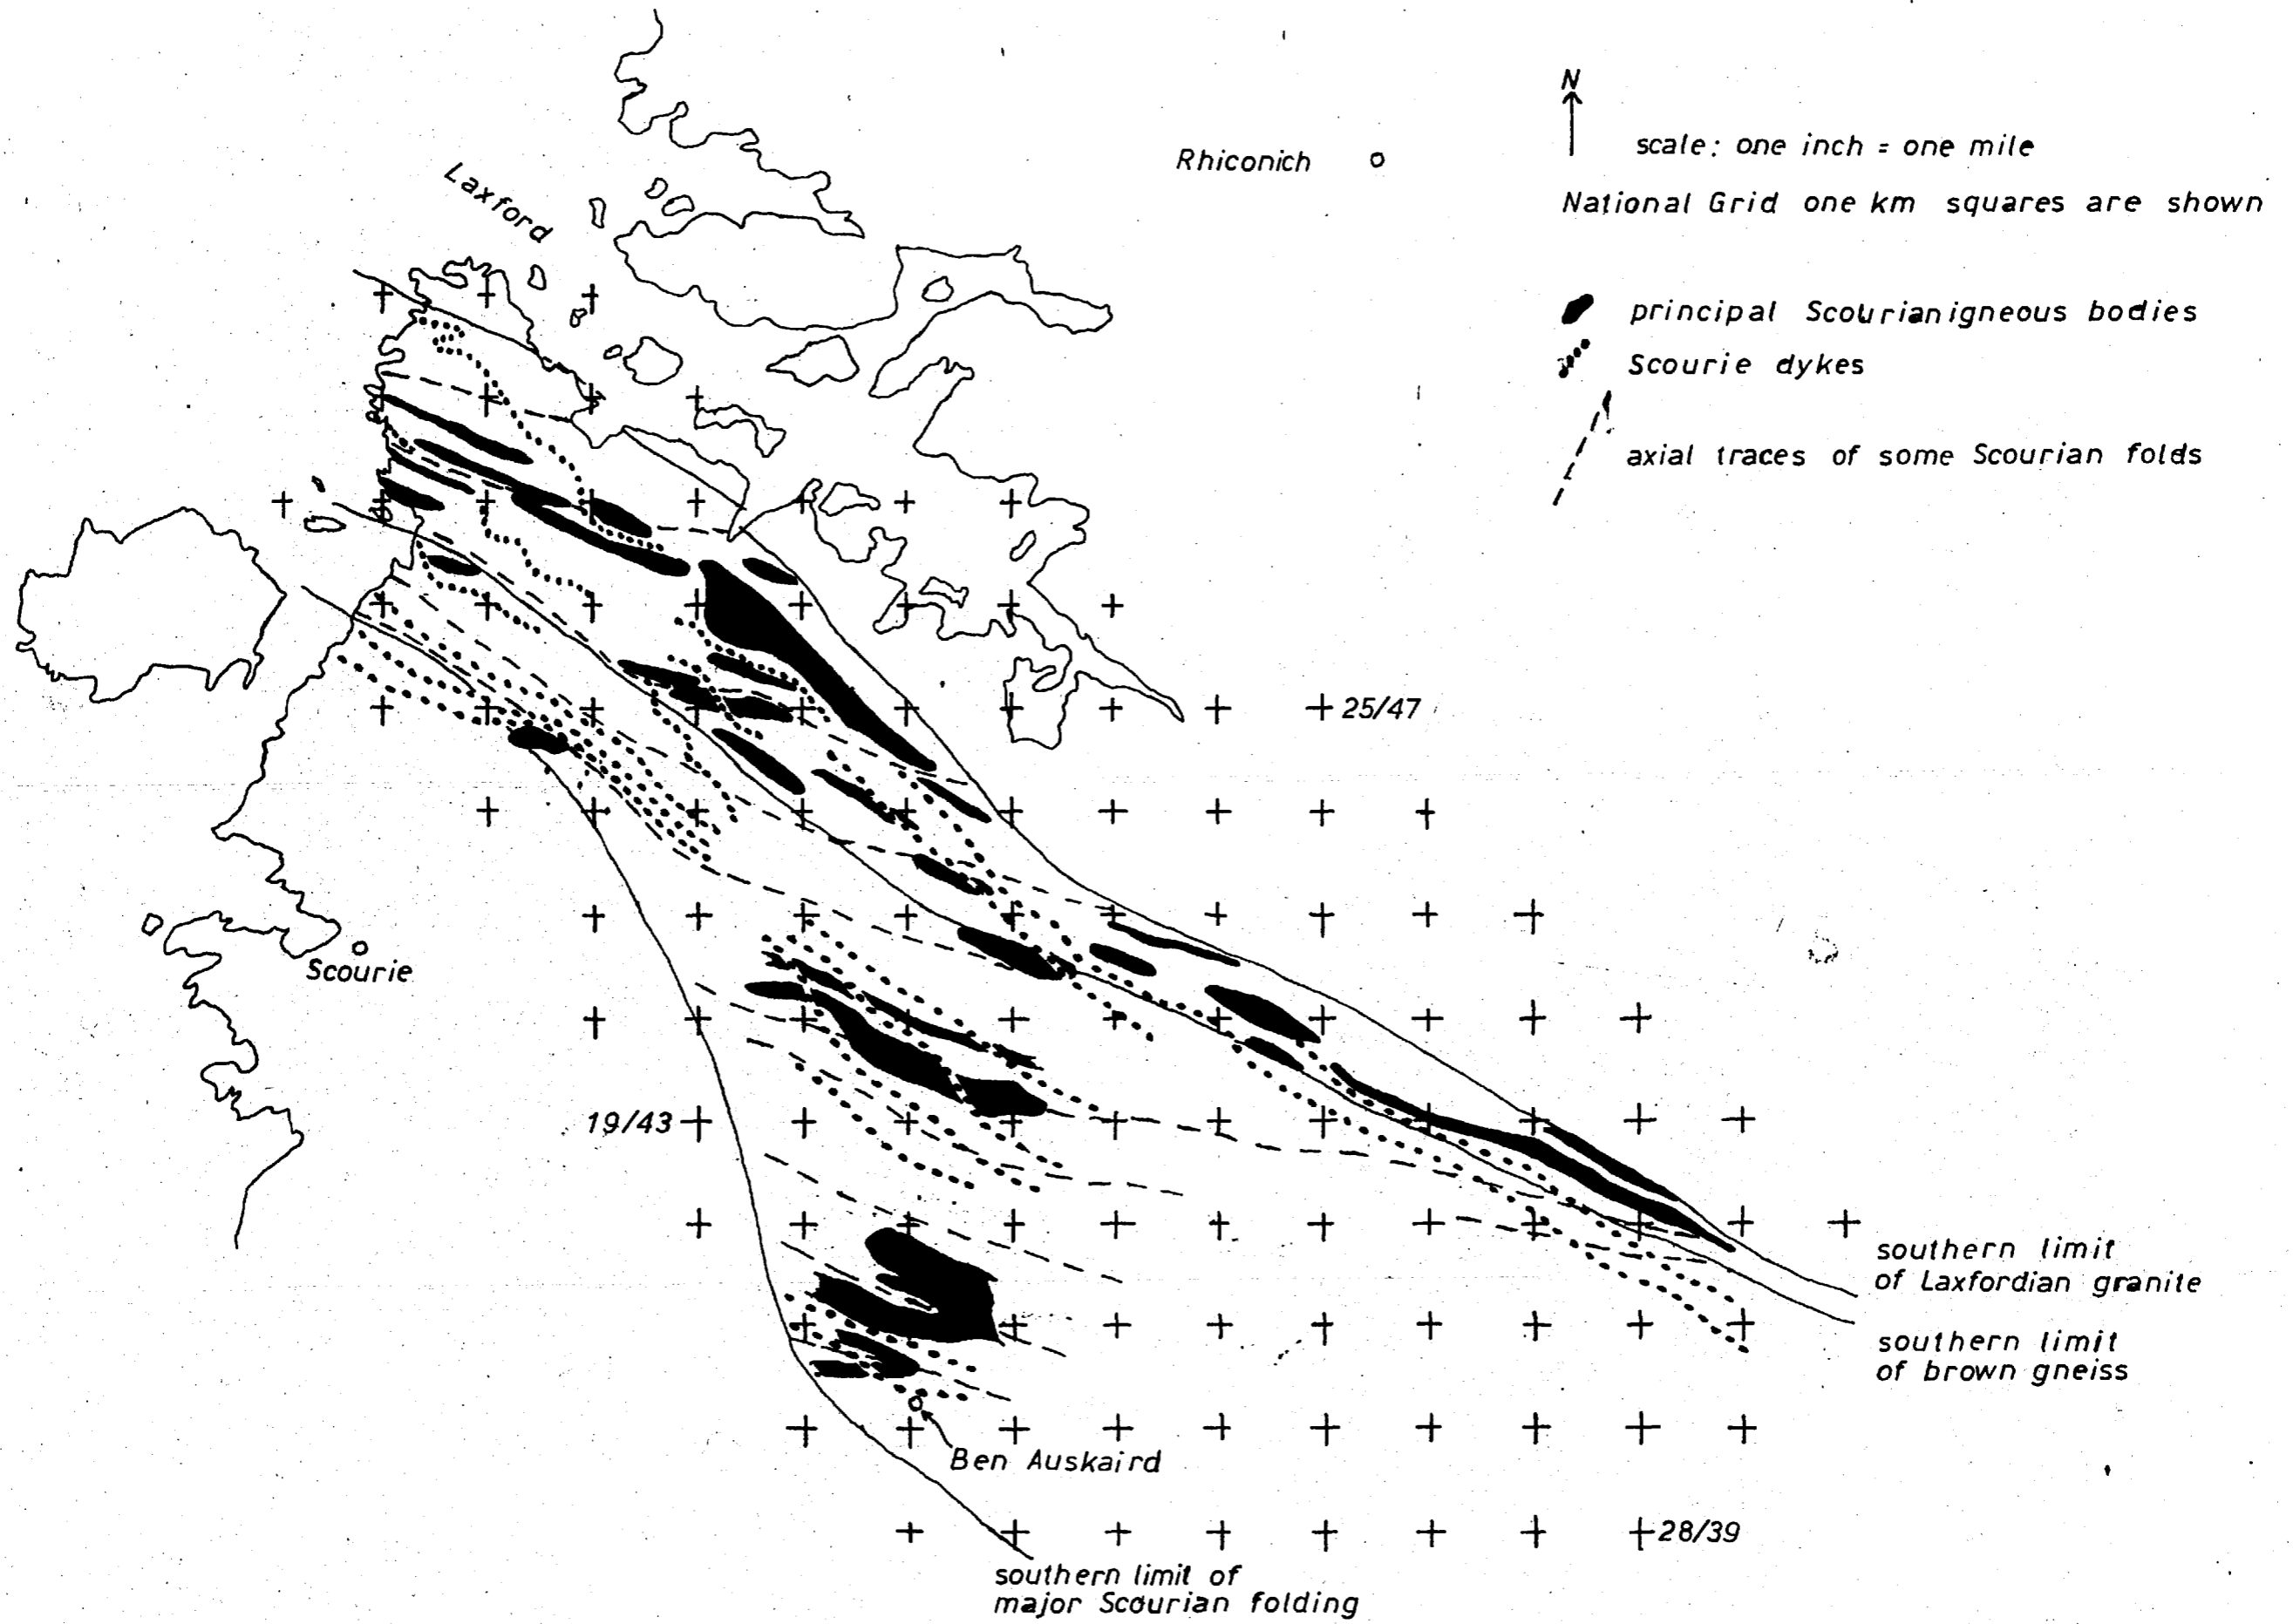 N
scale: one inch = one mile
Rhiconich
National Grid one km squares are shown
Laxford
principal Scourian igneous bodies
Scourie dykes
axial traces of some Scourian folds
25/47
Scourie
19/43
southern limit
of Laxfordian granite
southern limit
of brown gneiss
Ben Auskaird
28/39
southern limit of
major Scourian folding